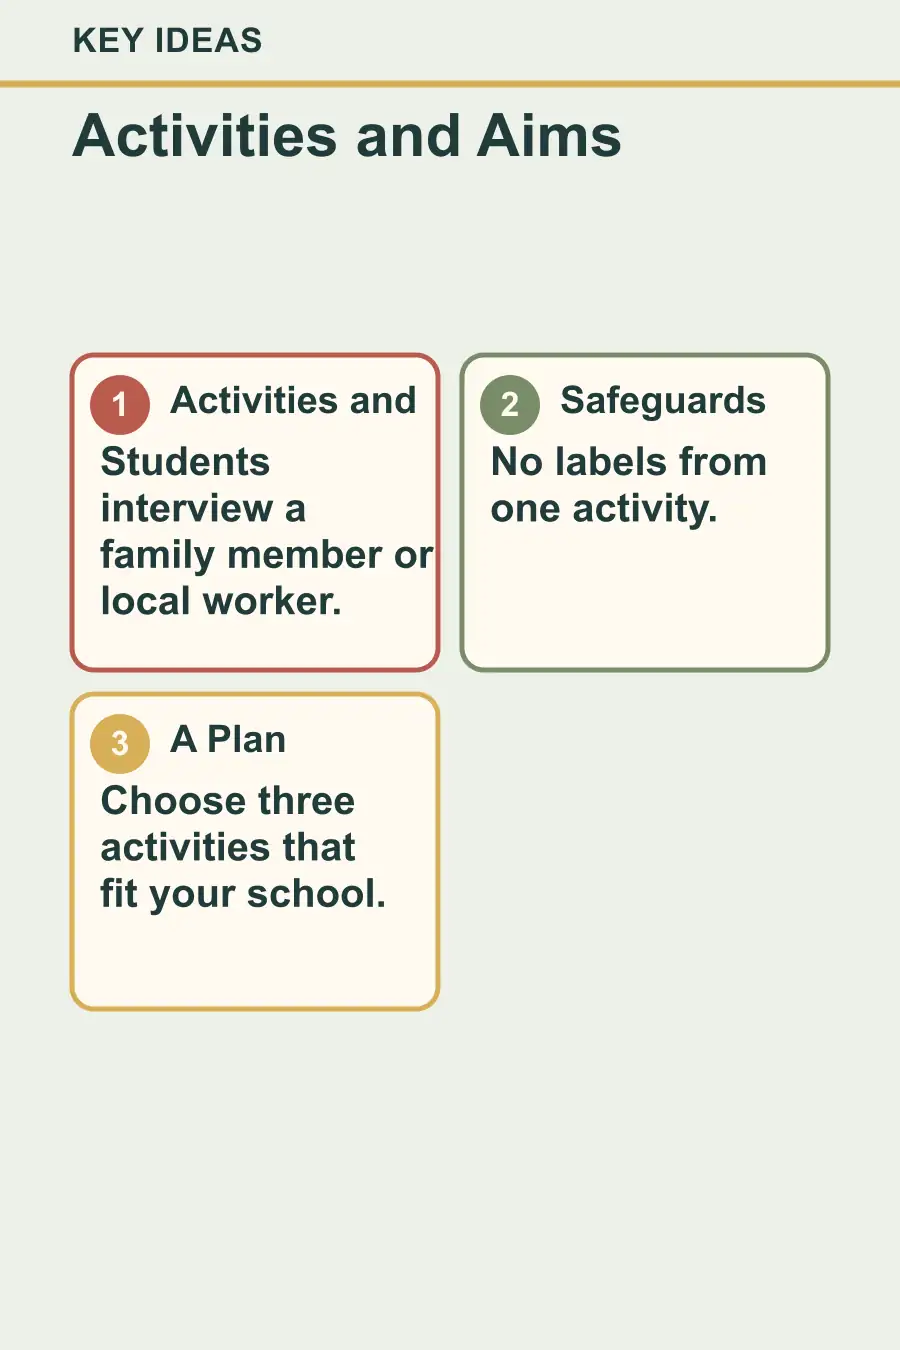 KEY IDEAS
Activities and Aims
1 Activities and
Students
interview a
family member or
local worker.
2 Safeguards
No labels from
one activity.
3 A Plan
Choose three
activities that
fit your school.